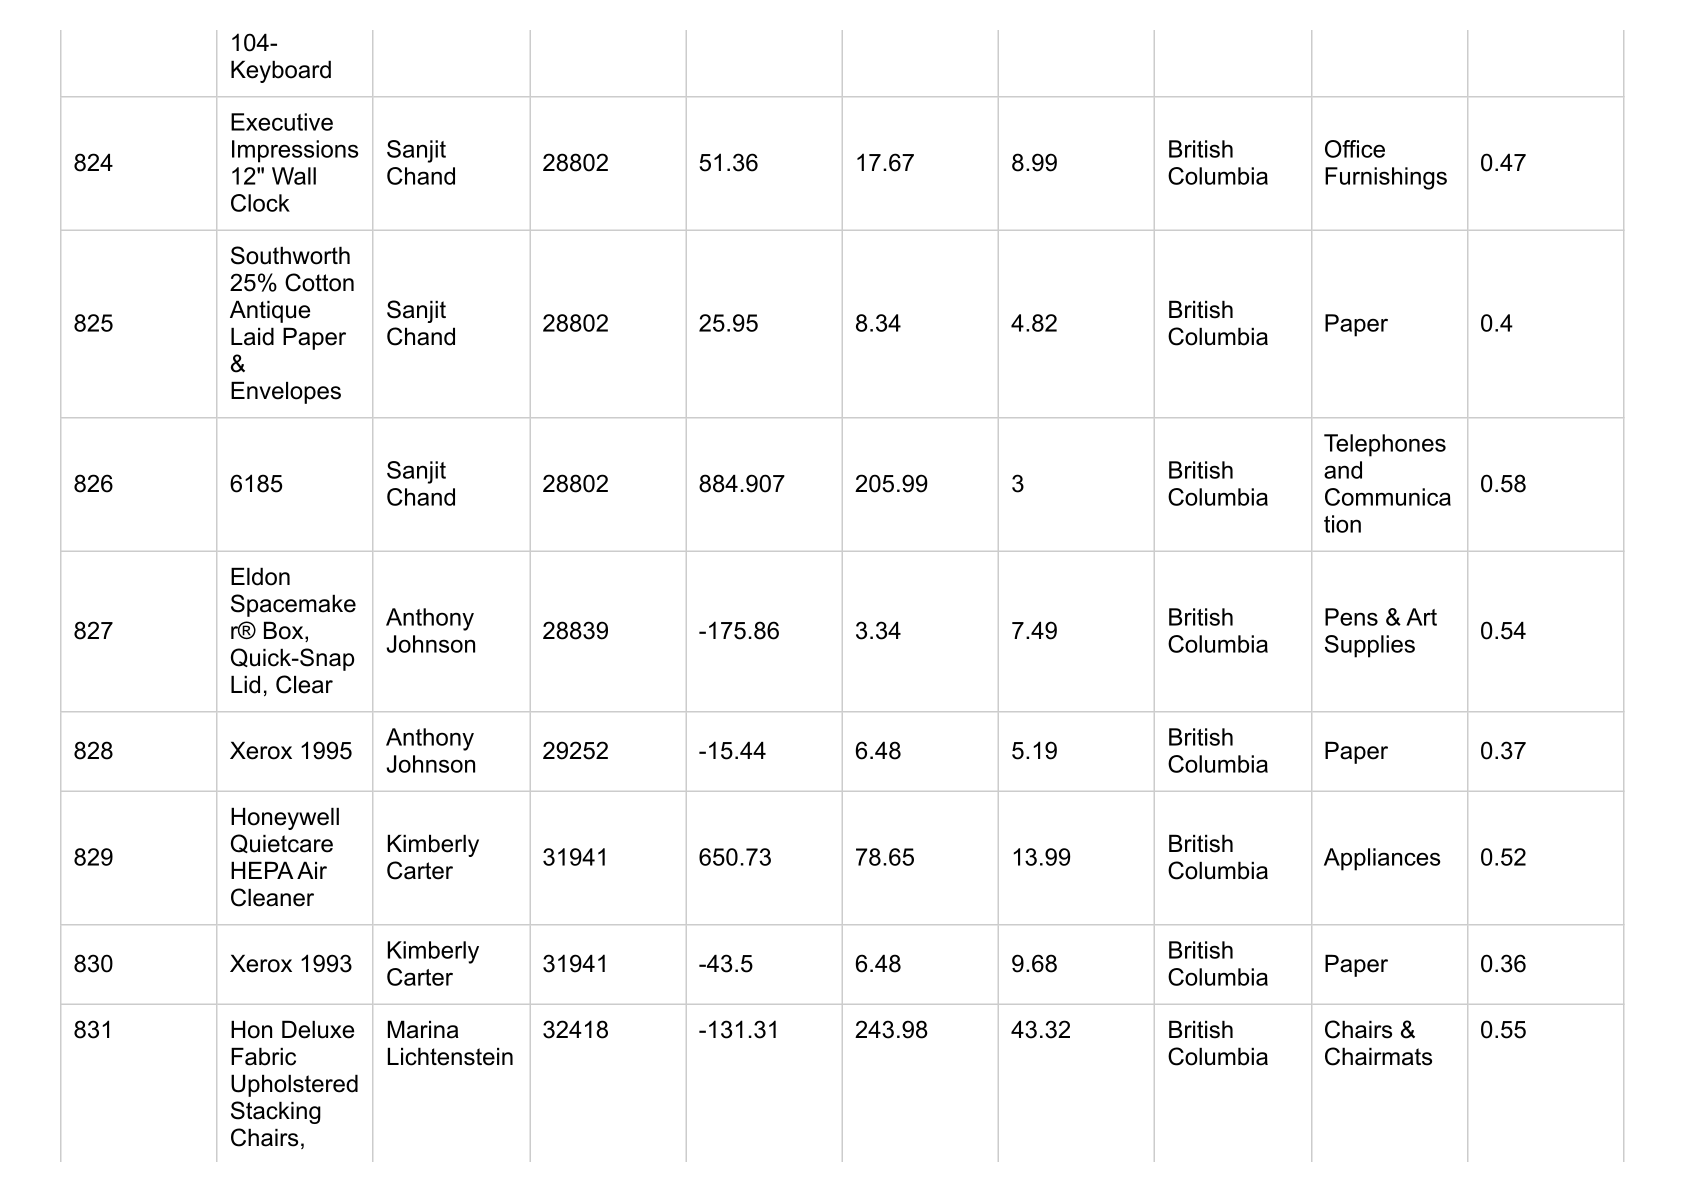 104-
Keyboard
824
Executive
Impressions
12" Wall
Clock
Sanjit
Chand
28802
51.36
17.67
8.99
British
Columbia
Office
Furnishings
0.47
825
Southworth
25% Cotton
Antique
Laid Paper
&
Envelopes
Sanjit
Chand
28802
25.95
8.34
4.82
British
Columbia
Paper
0.4
826
6185
Sanjit
Chand
28802
884.907
205.99
3
British
Columbia
Telephones
and
Communica
tion
0.58
827
Eldon
Spacemake
r® Box,
Quick-Snap
Lid, Clear
Anthony
Johnson
28839
-175.86
3.34
7.49
British
Columbia
Pens & Art
Supplies
0.54
828
Xerox 1995
Anthony
Johnson
29252
-15.44
6.48
5.19
British
Columbia
Paper
0.37
829
Honeywell
Quietcare
HEPA Air
Cleaner
Kimberly
Carter
31941
650.73
78.65
13.99
British
Columbia
Appliances
0.52
830
Xerox 1993
Kimberly
Carter
31941
-43.5
6.48
9.68
British
Columbia
Paper
0.36
831
Hon Deluxe
Fabric
Upholstered
Stacking
Chairs,
Marina
Lichtenstein
32418
-131.31
243.98
43.32
British
Columbia
Chairs &
Chairmats
0.55